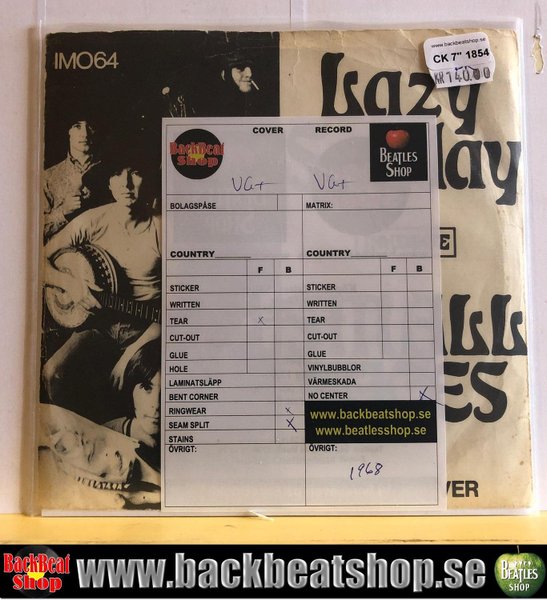 IMO64
www.backbeatshop.se
CK 7" 1854
KR 140.00
Lazy
lay
ALL
ES
VER
COVER RECORD
BackBeat
Shop
BEATLES
SHOP
VG+ VG+
BOLAGSPÅSE MATRIX:
COUNTRY______ COUNTRY______
F B F B
STICKER STICKER
WRITTEN WRITTEN
TEAR x TEAR
CUT-OUT CUT-OUT
GLUE GLUE
HOLE VINYLBUBBLOR
LAMINATSLÄPP VÄRMESKADA
BENT CORNER NO CENTER x
RINGWEAR x
SEAM SPLIT x
STAINS
www.backbeatshop.se
www.beatlesshop.se
ÖVRIGT: ÖVRIGT:
1968
BackBeat
Shop
www.backbeatshop.se
BEATLES
SHOP